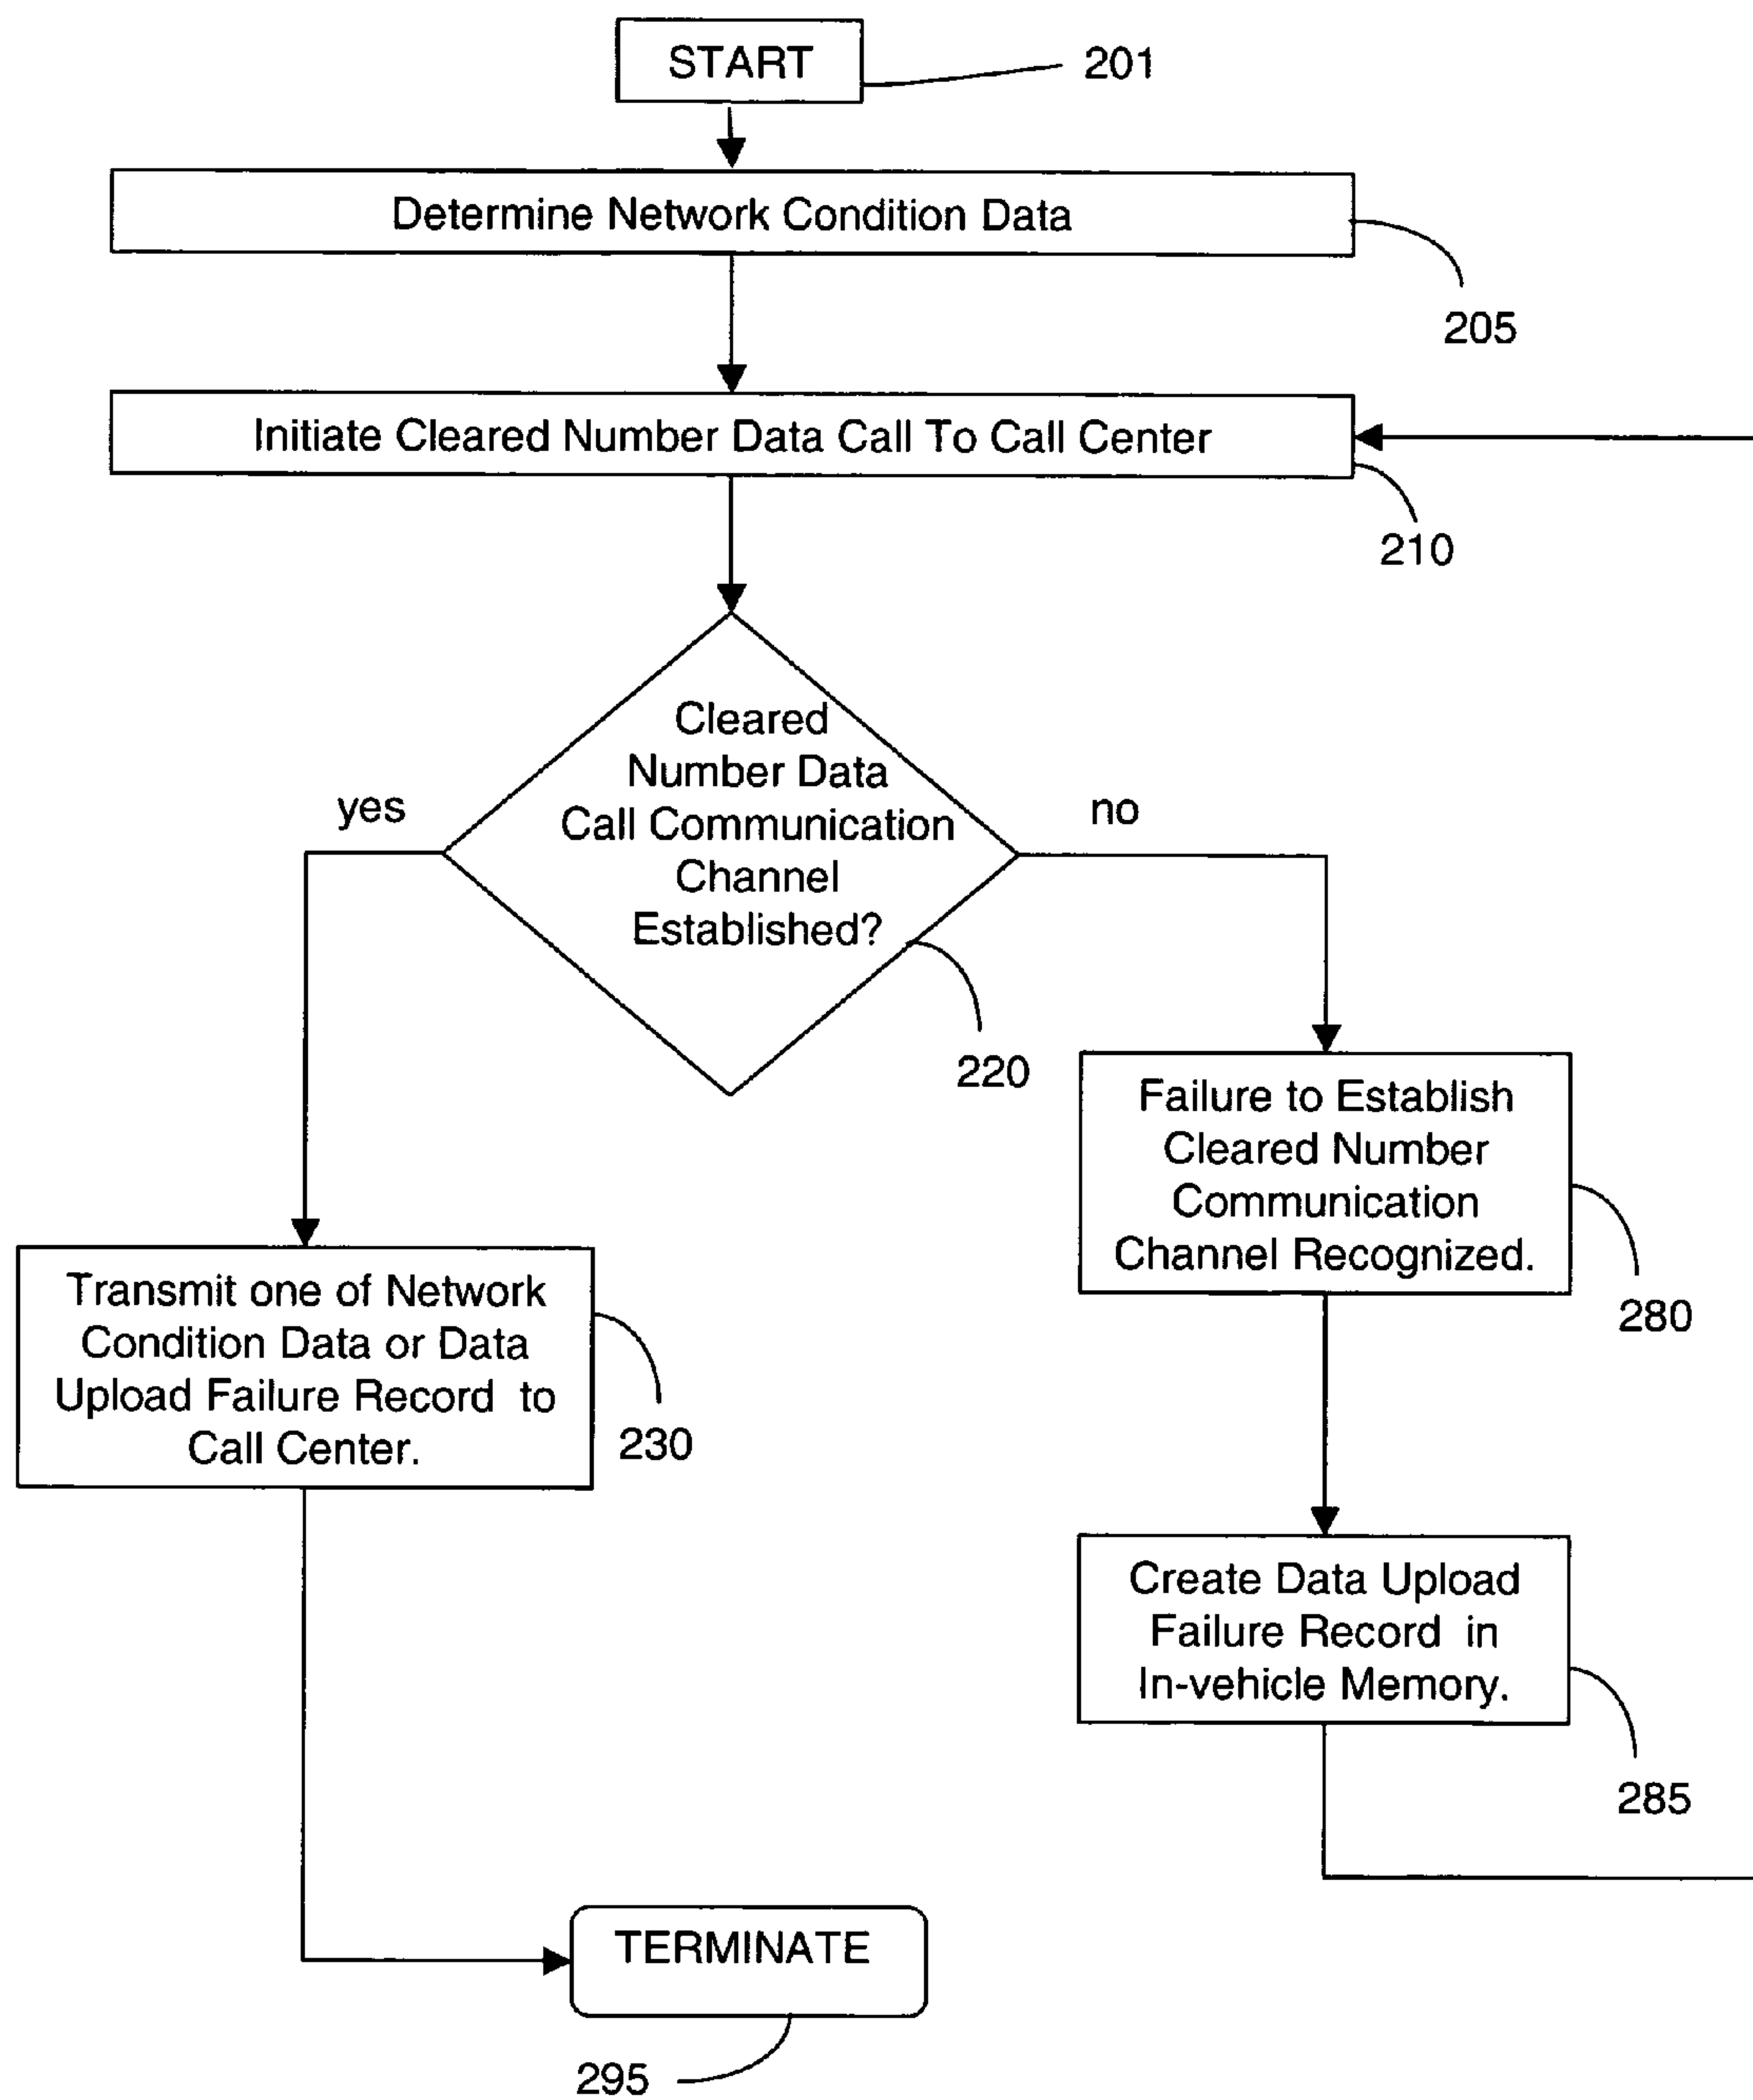 START
201
Determine Network Condition Data
205
Initiate Cleared Number Data Call To Call Center
210
Cleared
Number Data
Call Communication
Channel
Established?
yes
no
220
Failure to Establish
Cleared Number
Communication
Channel Recognized.
280
Transmit one of Network
Condition Data or Data
Upload Failure Record to
Call Center.
230
Create Data Upload
Failure Record in
In-vehicle Memory.
285
TERMINATE
295